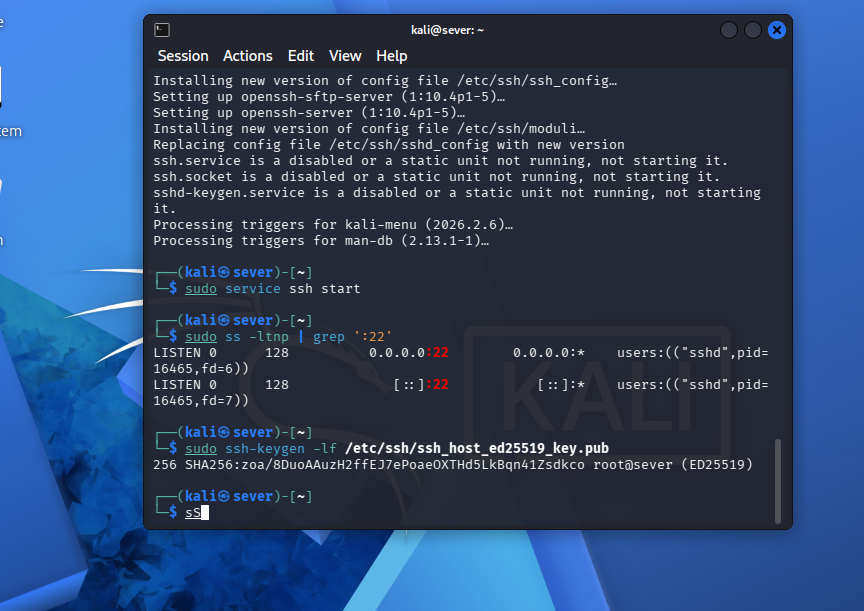 kali@sever: ~
Session Actions Edit View Help
Installing new version of config file /etc/ssh/ssh_config…
Setting up openssh-sftp-server (1:10.4p1-5)…
Setting up openssh-server (1:10.4p1-5)…
Installing new version of config file /etc/ssh/moduli…
Replacing config file /etc/ssh/sshd_config with new version
ssh.service is a disabled or a static unit not running, not starting it.
ssh.socket is a disabled or a static unit not running, not starting it.
sshd-keygen.service is a disabled or a static unit not running, not starting
it.
Processing triggers for kali-menu (2026.2.6)…
Processing triggers for man-db (2.13.1-1)…
┌──(kali㉿sever)-[~]
└─$ sudo service ssh start
┌──(kali㉿sever)-[~]
└─$ sudo ss -ltnp | grep ':22'
LISTEN 0      128          0.0.0.0:22        0.0.0.0:*    users:(("sshd",pid=
16465,fd=6))
LISTEN 0      128             [::]:22           [::]:*    users:(("sshd",pid=
16465,fd=7))
┌──(kali㉿sever)-[~]
└─$ sudo ssh-keygen -lf /etc/ssh/ssh_host_ed25519_key.pub
256 SHA256:zoa/8DuoAAuzH2ffEJ7ePoaeOXTHd5LkBqn41Zsdkco root@sever (ED25519)
┌──(kali㉿sever)-[~]
└─$ sS
KALI